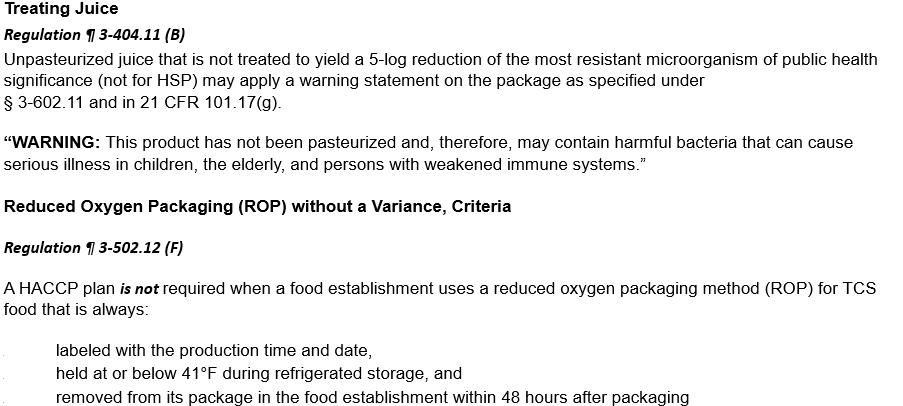 Treating Juice
Regulation ¶ 3-404.11 (B)
Unpasteurized juice that is not treated to yield a 5-log reduction of the most resistant microorganism of public health
significance (not for HSP) may apply a warning statement on the package as specified under
§ 3-602.11 and in 21 CFR 101.17(g).
“WARNING: This product has not been pasteurized and, therefore, may contain harmful bacteria that can cause
serious illness in children, the elderly, and persons with weakened immune systems.”
Reduced Oxygen Packaging (ROP) without a Variance, Criteria
Regulation ¶ 3-502.12 (F)
A HACCP plan is not required when a food establishment uses a reduced oxygen packaging method (ROP) for TCS
food that is always:
labeled with the production time and date,
held at or below 41°F during refrigerated storage, and
removed from its package in the food establishment within 48 hours after packaging